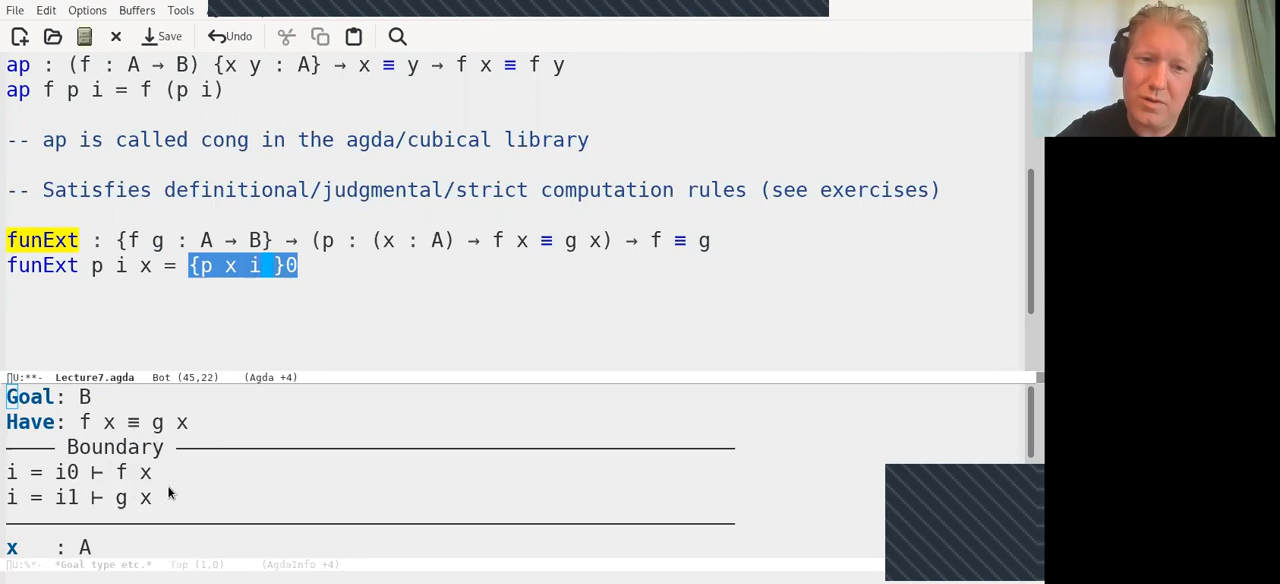 File Edit Options Buffers Tools
Save Undo
ap : (f : A → B) {x y : A} → x ≡ y → f x ≡ f y
ap f p i = f (p i)
-- ap is called cong in the agda/cubical library
-- Satisfies definitional/judgmental/strict computation rules (see exercises)
funExt : {f g : A → B} → (p : (x : A) → f x ≡ g x) → f ≡ g
funExt p i x = {p x i }0
U:**- Lecture7.agda Bot (45,22) (Agda +4)
Goal: B
Have: f x ≡ g x
Boundary
i = i0 ⊢ f x
i = i1 ⊢ g x
x : A
U:%*- *Goal type etc.* Top (1,0) (AgdaInfo +4)